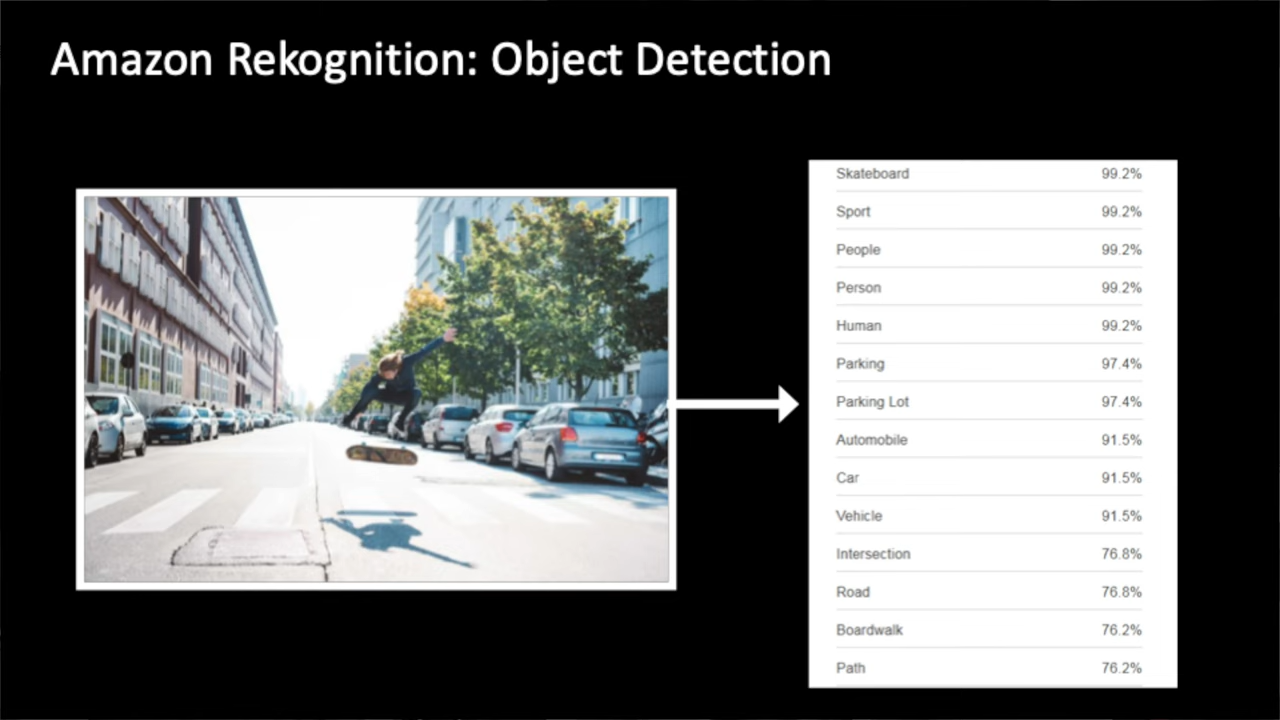 Amazon Rekognition: Object Detection
Skateboard 99.2%
Sport 99.2%
People 99.2%
Person 99.2%
Human 99.2%
Parking 97.4%
Parking Lot 97.4%
Automobile 91.5%
Car 91.5%
Vehicle 91.5%
Intersection 76.8%
Road 76.8%
Boardwalk 76.2%
Path 76.2%